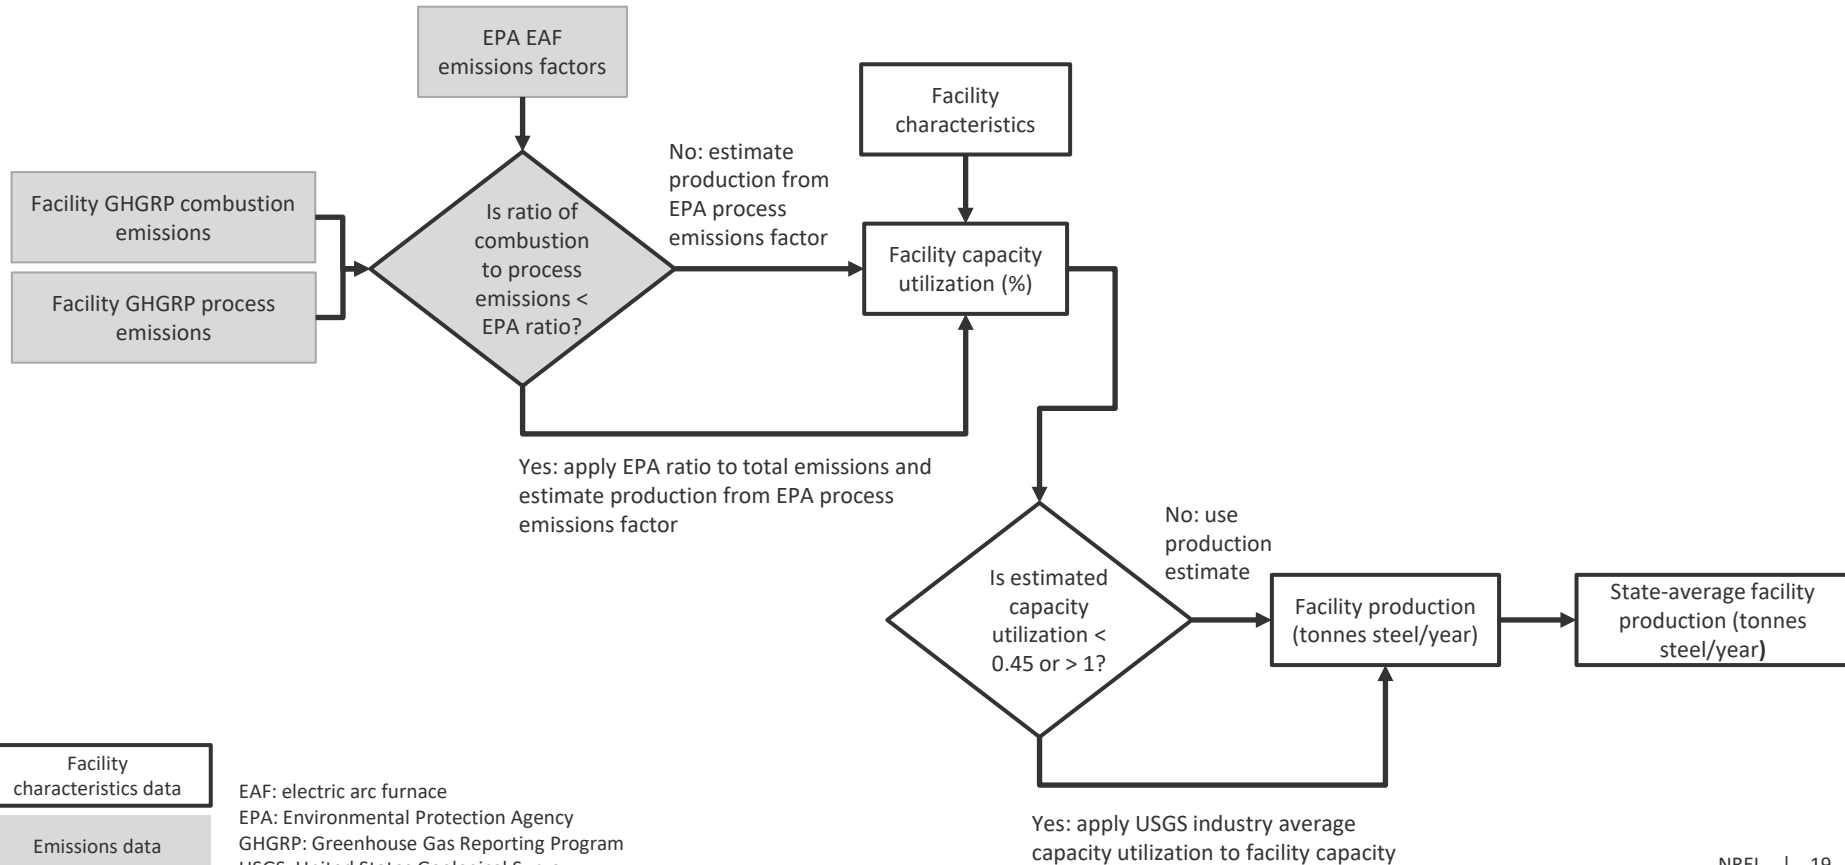 EPA EAF
emissions factors
Facility
characteristics
No: estimate
production from
EPA process
emissions factor
Facility GHGRP combustion
emissions
Facility GHGRP process
emissions
Is ratio of
combustion
to process
emissions <
EPA ratio?
Facility capacity
utilization (%)
Yes: apply EPA ratio to total emissions and
estimate production from EPA process
emissions factor
Is estimated
capacity
utilization <
0.45 or > 1?
No: use
production
estimate
Facility production
(tonnes steel/year)
State-average facility
production (tonnes
steel/year)
Yes: apply USGS industry average
capacity utilization to facility capacity
Facility
characteristics data
Emissions data
EAF: electric arc furnace
EPA: Environmental Protection Agency
GHGRP: Greenhouse Gas Reporting Program
USGS: United States Geological Survey
NREL | 19